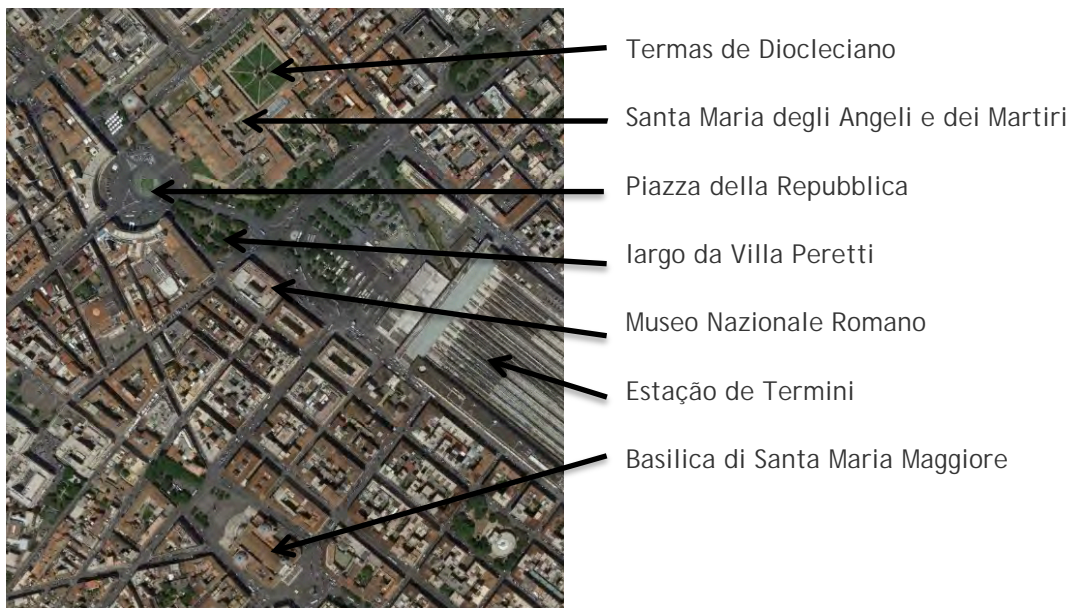 Termas de Diocleciano
Santa Maria degli Angeli e dei Martiri
Piazza della Repubblica
largo da Villa Peretti
Museo Nazionale Romano
Estação de Termini
Basilica di Santa Maria Maggiore